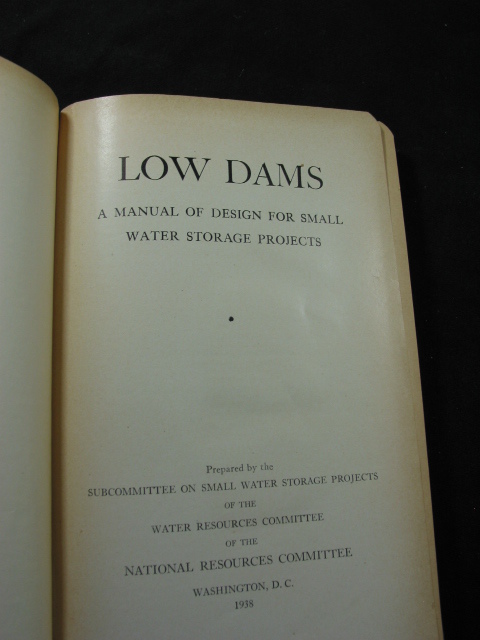 LOW DAMS
A MANUAL OF DESIGN FOR SMALL
WATER STORAGE PROJECTS
Prepared by the
SUBCOMMITTEE ON SMALL WATER STORAGE PROJECTS
OF THE
WATER RESOURCES COMMITTEE
OF THE
NATIONAL RESOURCES COMMITTEE
WASHINGTON, D. C.
1938